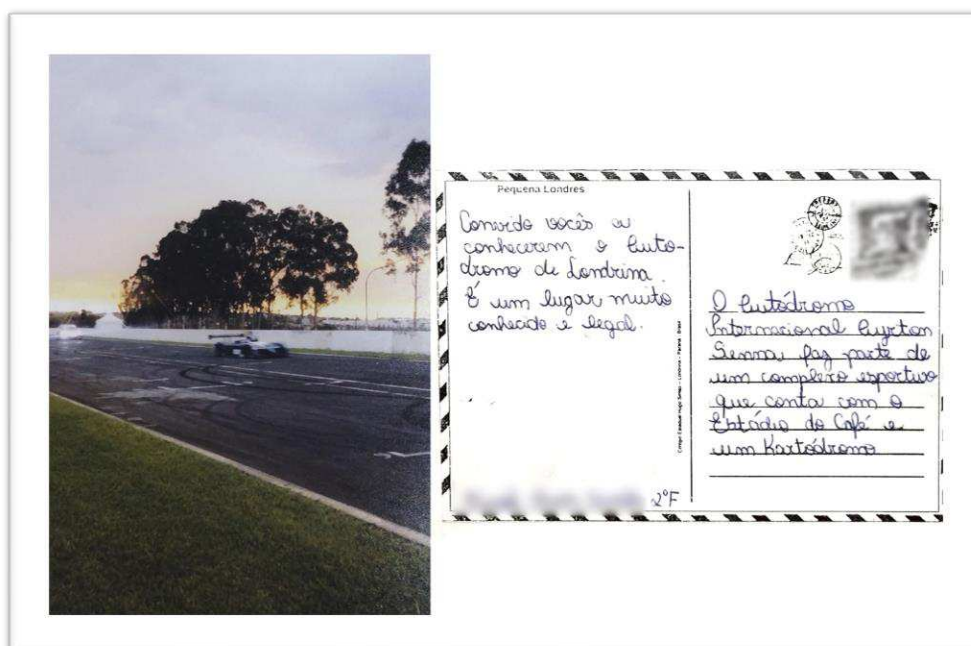 Pequena Londres
Convido vocês a
conhecerem o Auto-
dromo de Londrina.
É um lugar muito
conhecido e legal.
2°F
O Autódromo
Internacional Ayrton
Senna, faz parte de
um complexo esportivo
que conta com o
Estádio do Café e
um Kartódromo